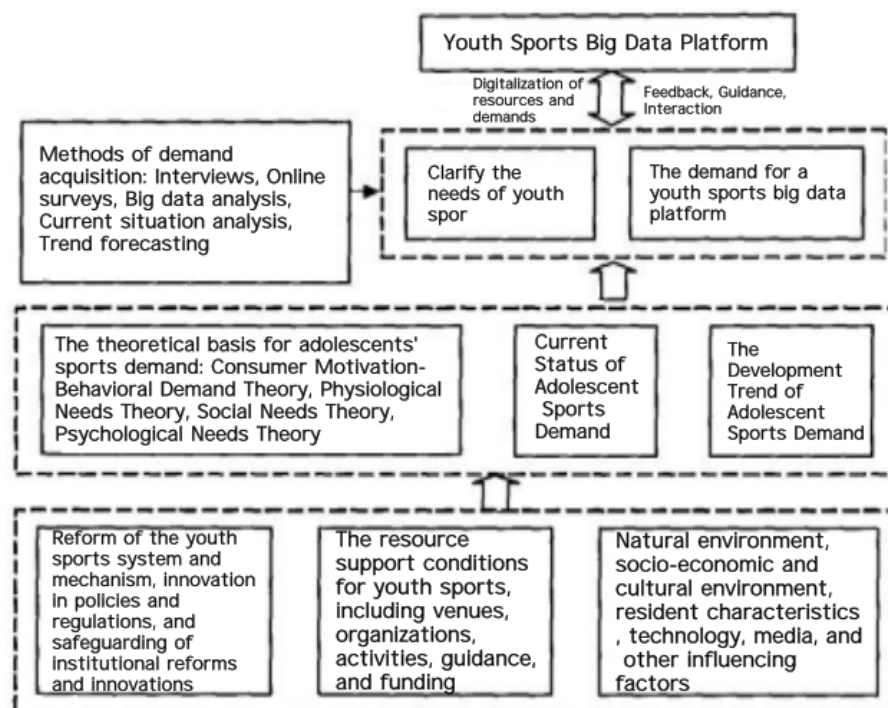 Youth Sports Big Data Platform
Digitalization of
resources and
demands
Feedback, Guidance,
Interaction
Methods of demand
acquisition: Interviews, Online
surveys, Big data analysis,
Current situation analysis,
Trend forecasting
Clarify the
needs of youth
spor
The demand for a
youth sports big data
platform
The theoretical basis for adolescents'
sports demand: Consumer Motivation-
Behavioral Demand Theory, Physiological
Needs Theory, Social Needs Theory,
Psychological Needs Theory
Current
Status of
Adolescent
Sports
Demand
The
Development
Trend of
Adolescent
Sports Demand
Reform of the youth
sports system and
mechanism, innovation
in policies and
regulations, and
safeguarding of
institutional reforms
and innovations
The resource
support conditions
for youth sports,
including venues,
organizations,
activities, guidance,
and funding
Natural environment,
socio-economic and
cultural environment,
resident characteristics
, technology, media, and
other influencing
factors